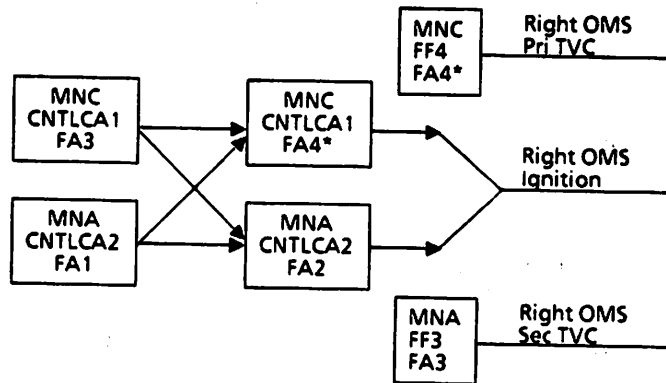 MNC
FF4
FA4*
Right OMS
Pri TVC
MNC
CNTLCA1
FA3
MNC
CNTLCA1
FA4*
Right OMS
Ignition
MNA
CNTLCA2
FA1
MNA
CNTLCA2
FA2
MNA
FF3
FA3
Right OMS
Sec TVC